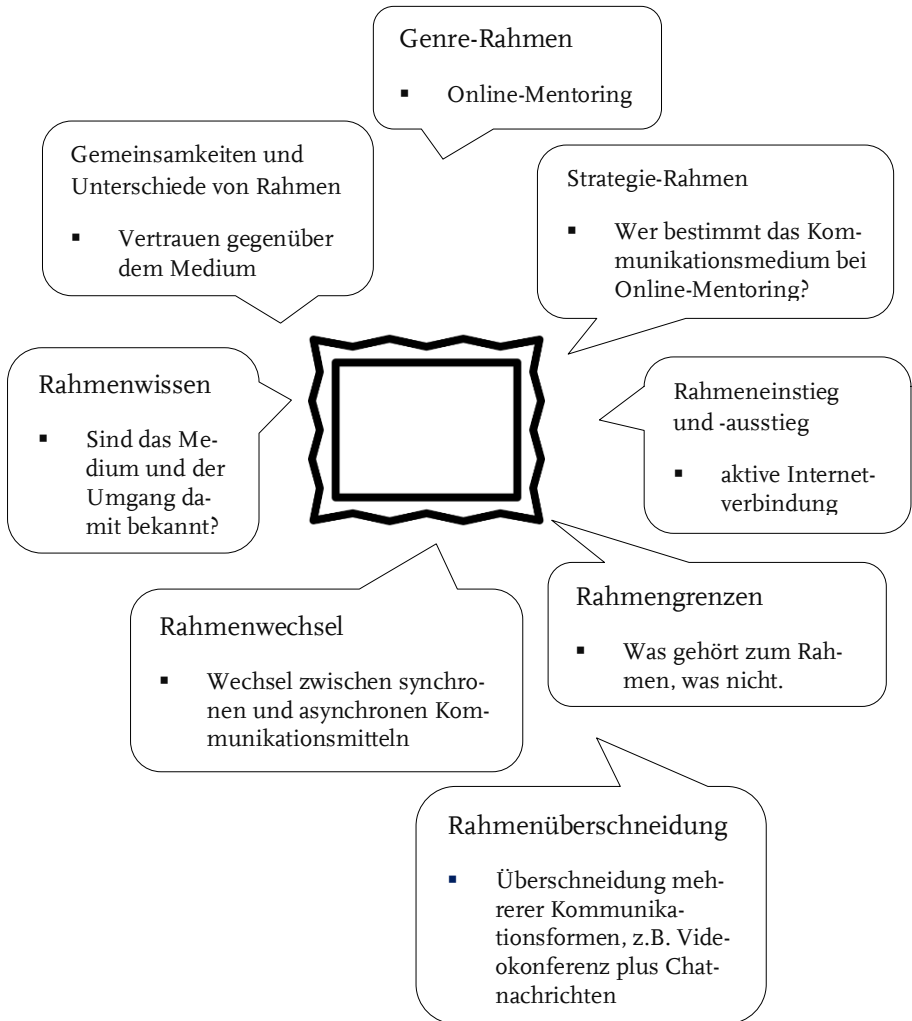 Genre-Rahmen
▪ Online-Mentoring
Gemeinsamkeiten und
Unterschiede von Rahmen
▪ Vertrauen gegenüber
dem Medium
Strategie-Rahmen
▪ Wer bestimmt das Kom-
munikationsmedium bei
Online-Mentoring?
Rahmenwissen
▪ Sind das Me-
dium und der
Umgang da-
mit bekannt?
Rahmeneinstieg
und -ausstieg
▪ aktive Internet-
verbindung
Rahmenwechsel
▪ Wechsel zwischen synchro-
nen und asynchronen Kom-
munikationsmitteln
Rahmengrenzen
▪ Was gehört zum Rah-
men, was nicht.
Rahmenüberschneidung
▪ Überschneidung meh-
rerer Kommunika-
tionsformen, z.B. Vide-
okonferenz plus Chat-
nachrichten